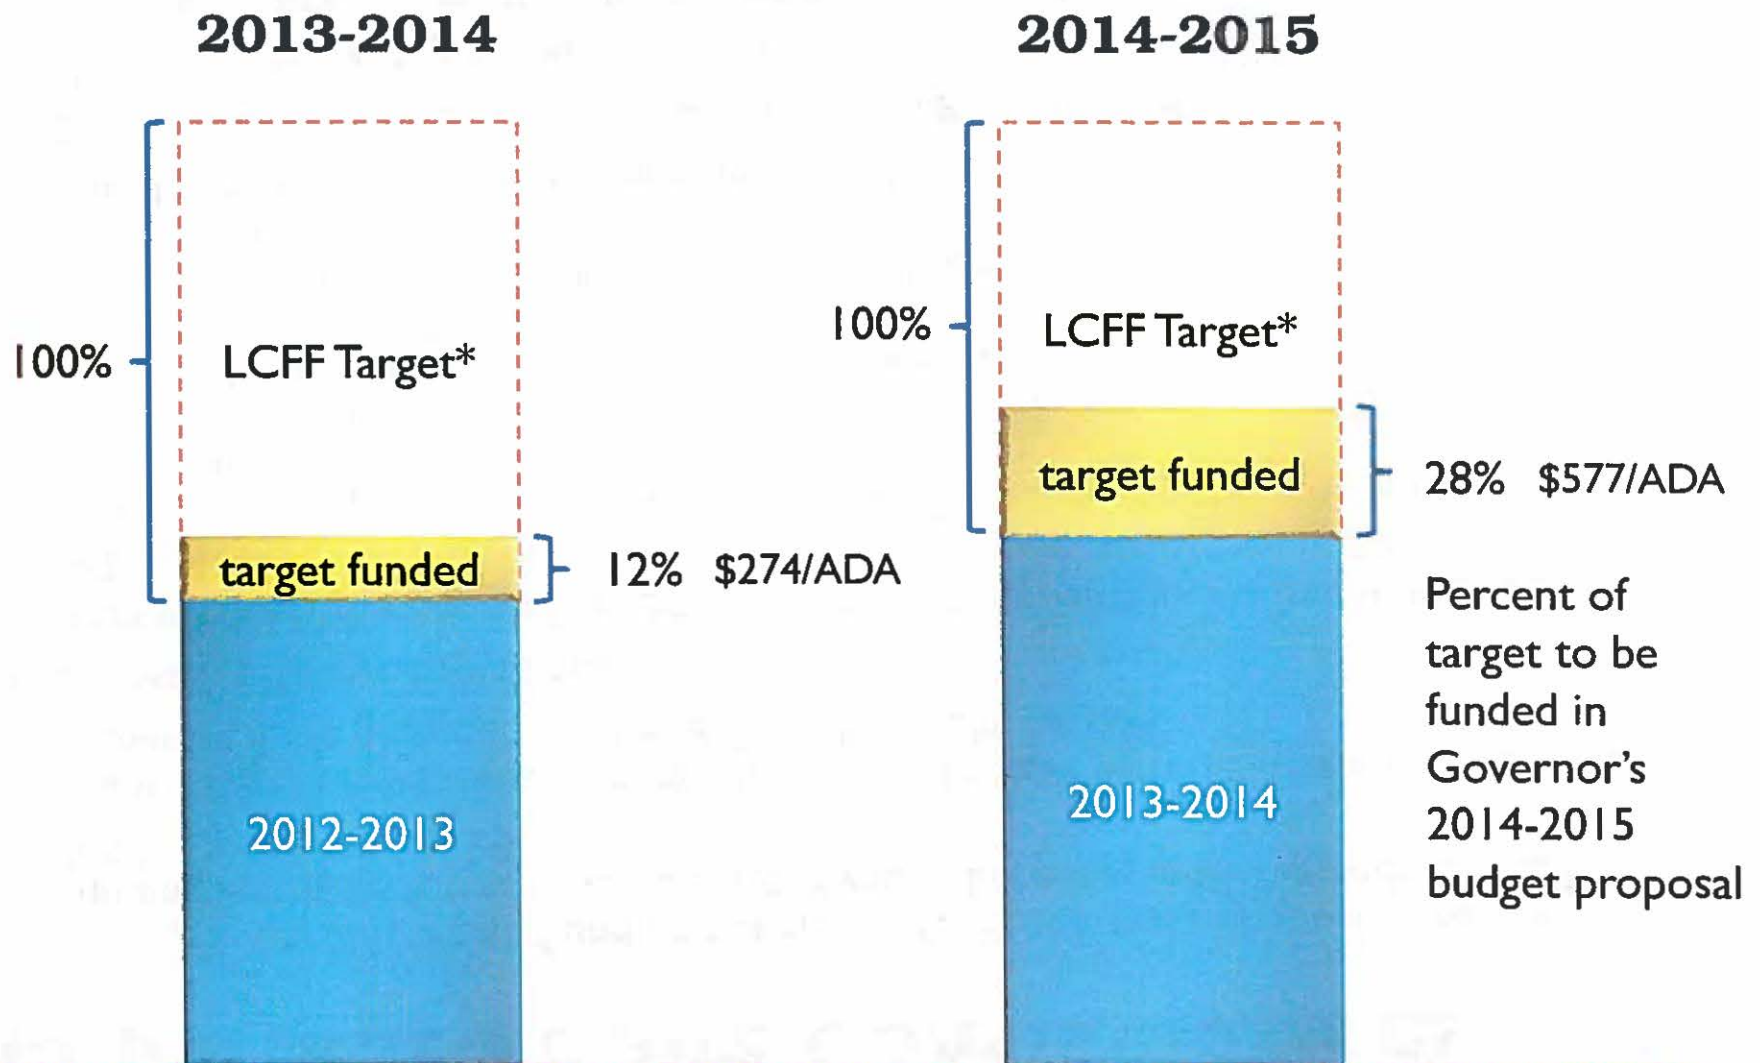 2013-2014
100%
LCFF Target*
target funded
12% $274/ADA
2012-2013
2014-2015
100%
LCFF Target*
target funded
28% $577/ADA
2013-2014
Percent of
target to be
funded in
Governor's
2014-2015
budget proposal